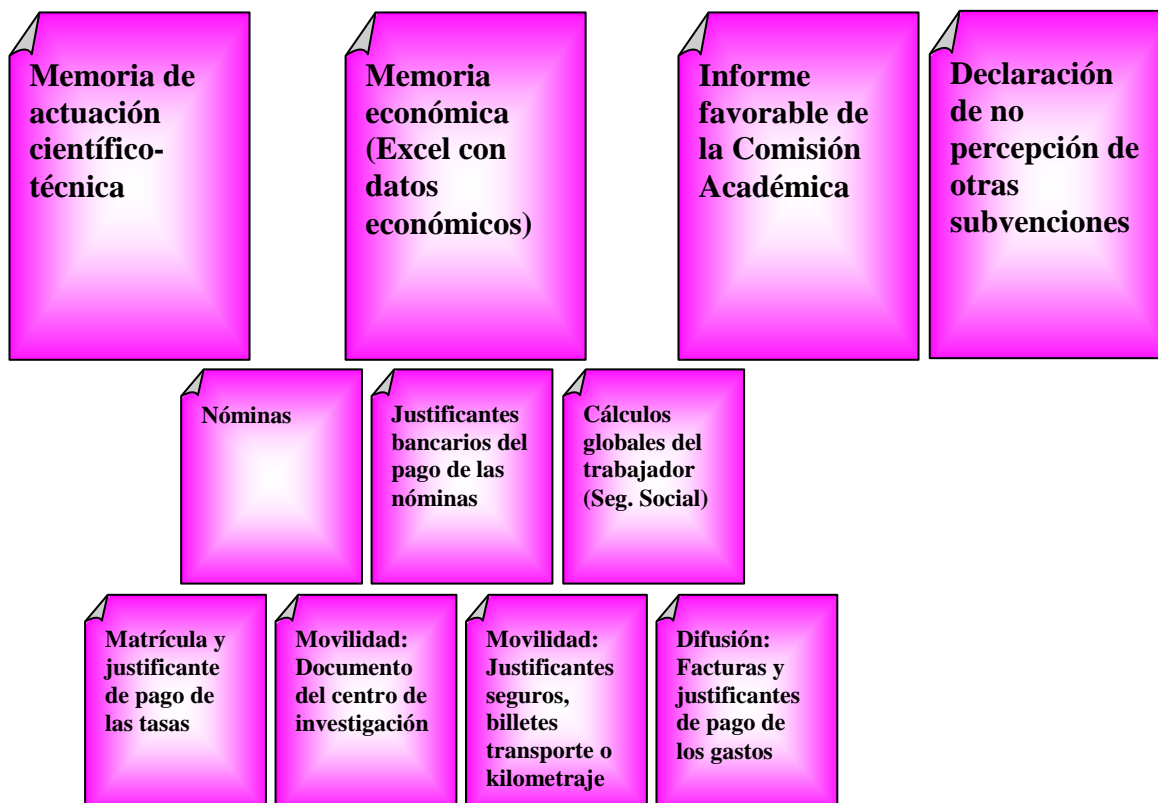 Memoria de
actuación
científico-
técnica
Memoria
económica
(Excel con
datos
económicos)
Informe
favorable de
la Comisión
Académica
Declaración
de no
percepción de
otras
subvenciones
Nóminas
Justificantes
bancarios del
pago de las
nóminas
Cálculos
globales del
trabajador
(Seg. Social)
Matrícula y
justificante
de pago de
las tasas
Movilidad:
Documento
del centro de
investigación
Movilidad:
Justificantes
seguros,
billetes
transporte o
kilometraje
Difusión:
Facturas y
justificantes
de pago de
los gastos